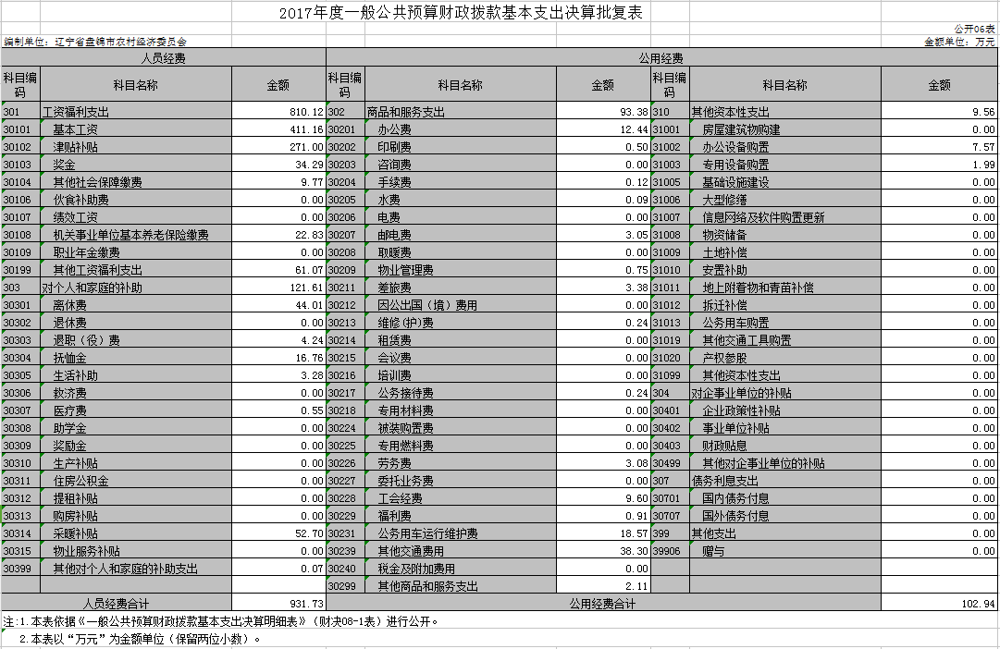 2017年度一般公共预算财政拨款基本支出决算批复表
公开06表
编制单位：辽宁省盘锦市农村经济委员会 金额单位：万元
人员经费 公用经费
科目编码 科目名称 金额 科目编码 科目名称 金额 科目编码 科目名称 金额
301 工资福利支出 810.12 302 商品和服务支出 93.38 310 其他资本性支出 9.56
30101 基本工资 411.16 30201 办公费 12.44 31001 房屋建筑物购建 0.00
30102 津贴补贴 271.00 30202 印刷费 0.50 31002 办公设备购置 7.57
30103 奖金 34.29 30203 咨询费 0.00 31003 专用设备购置 1.99
30104 其他社会保障缴费 9.77 30204 手续费 0.12 31005 基础设施建设 0.00
30106 伙食补助费 0.00 30205 水费 0.09 31006 大型修缮 0.00
30107 绩效工资 0.00 30206 电费 0.00 31007 信息网络及软件购置更新 0.00
30108 机关事业单位基本养老保险缴费 22.83 30207 邮电费 3.05 31008 物资储备 0.00
30109 职业年金缴费 0.00 30208 取暖费 0.00 31009 土地补偿 0.00
30199 其他工资福利支出 61.07 30209 物业管理费 0.75 31010 安置补助 0.00
303 对个人和家庭的补助 121.61 30211 差旅费 3.38 31011 地上附着物和青苗补偿 0.00
30301 离休费 44.01 30212 因公出国（境）费用 0.00 31012 拆迁补偿 0.00
30302 退休费 0.00 30213 维修(护)费 0.24 31013 公务用车购置 0.00
30303 退职（役）费 4.24 30214 租赁费 0.00 31019 其他交通工具购置 0.00
30304 抚恤金 16.76 30215 会议费 0.00 31020 产权参股 0.00
30305 生活补助 3.28 30216 培训费 0.00 31099 其他资本性支出 0.00
30306 救济费 0.00 30217 公务接待费 0.24 304 对企事业单位的补贴 0.00
30307 医疗费 0.55 30218 专用材料费 0.00 30401 企业政策性补贴 0.00
30308 助学金 0.00 30224 被装购置费 0.00 30402 事业单位补贴 0.00
30309 奖励金 0.00 30225 专用燃料费 0.00 30403 财政贴息 0.00
30310 生产补贴 0.00 30226 劳务费 3.08 30499 其他对企事业单位的补贴 0.00
30311 住房公积金 0.00 30227 委托业务费 0.00 307 债务利息支出 0.00
30312 提租补贴 0.00 30228 工会经费 9.60 30701 国内债务付息 0.00
30313 购房补贴 0.00 30229 福利费 0.91 30707 国外债务付息 0.00
30314 采暖补贴 52.70 30231 公务用车运行维护费 18.57 399 其他支出 0.00
30315 物业服务补贴 0.00 30239 其他交通费用 38.30 39906 赠与 0.00
30399 其他对个人和家庭的补助支出 0.07 30240 税金及附加费用 0.00
30299 其他商品和服务支出 2.11
人员经费合计 931.73 公用经费合计 102.94
注:1.本表依据《一般公共预算财政拨款基本支出决算明细表》（财决08-1表）进行公开。
2.本表以“万元”为金额单位（保留两位小数）。